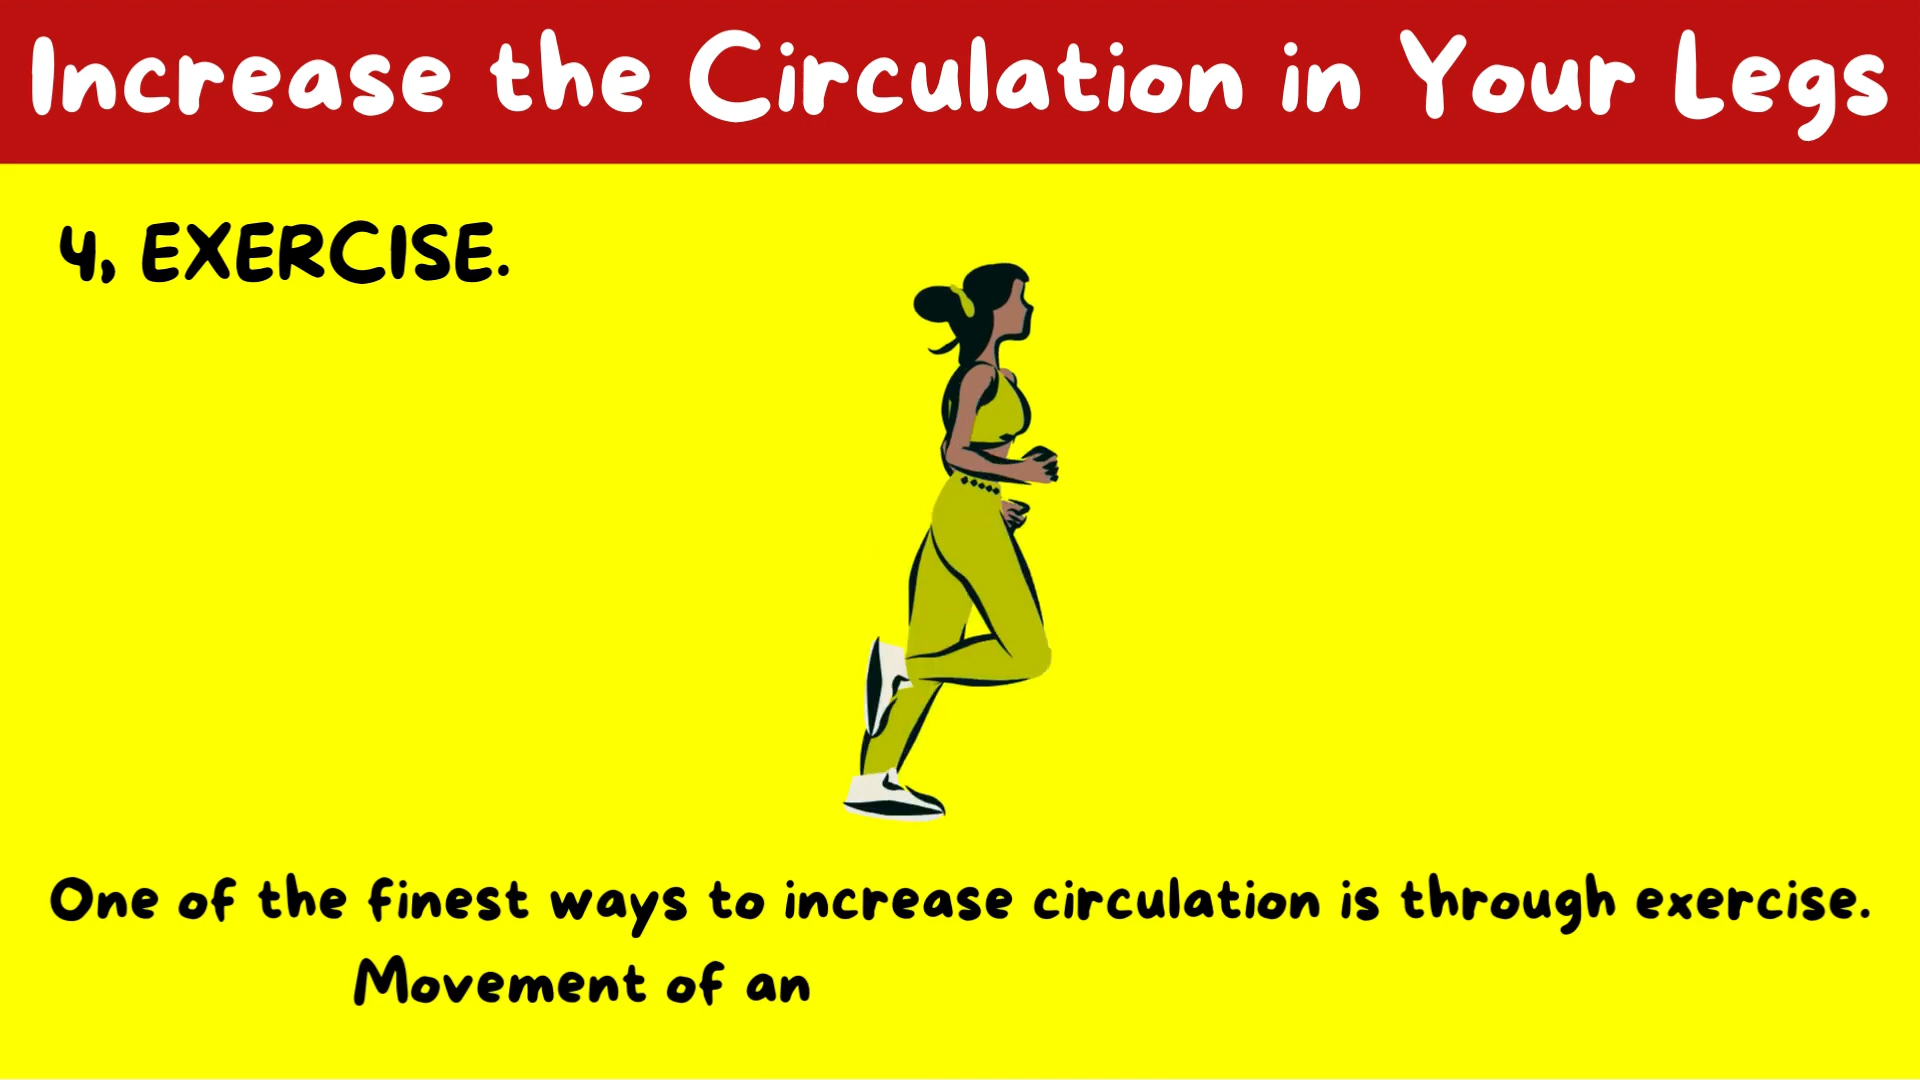 Increase the Circulation in Your Legs
4, EXERCISE.
One of the finest ways to increase circulation is through exercise.
Movement of an